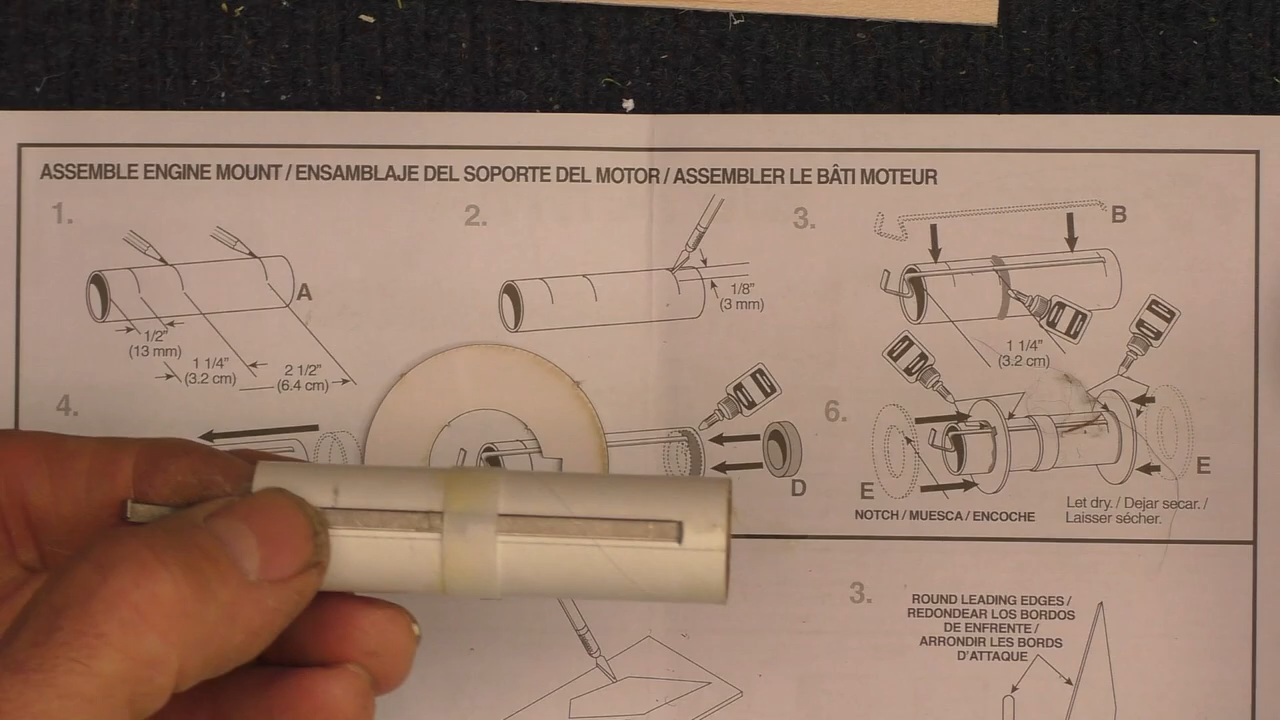 ASSEMBLE ENGINE MOUNT / ENSAMBLAJE DEL SOPORTE DEL MOTOR / ASSEMBLER LE BÂTI MOTEUR
1.
A
1/2"
(13 mm)
1 1/4"
(3.2 cm)
2 1/2"
(6.4 cm)
2.
1/8"
(3 mm)
3.
B
1 1/4"
(3.2 cm)
4.
D
6.
E
E
NOTCH / MUESCA / ENCOCHE
Let dry. / Dejar secar. /
Laisser sécher.
3.
ROUND LEADING EDGES /
REDONDEAR LOS BORDOS
DE ENFRENTE /
ARRONDIR LES BORDS
D'ATTAQUE